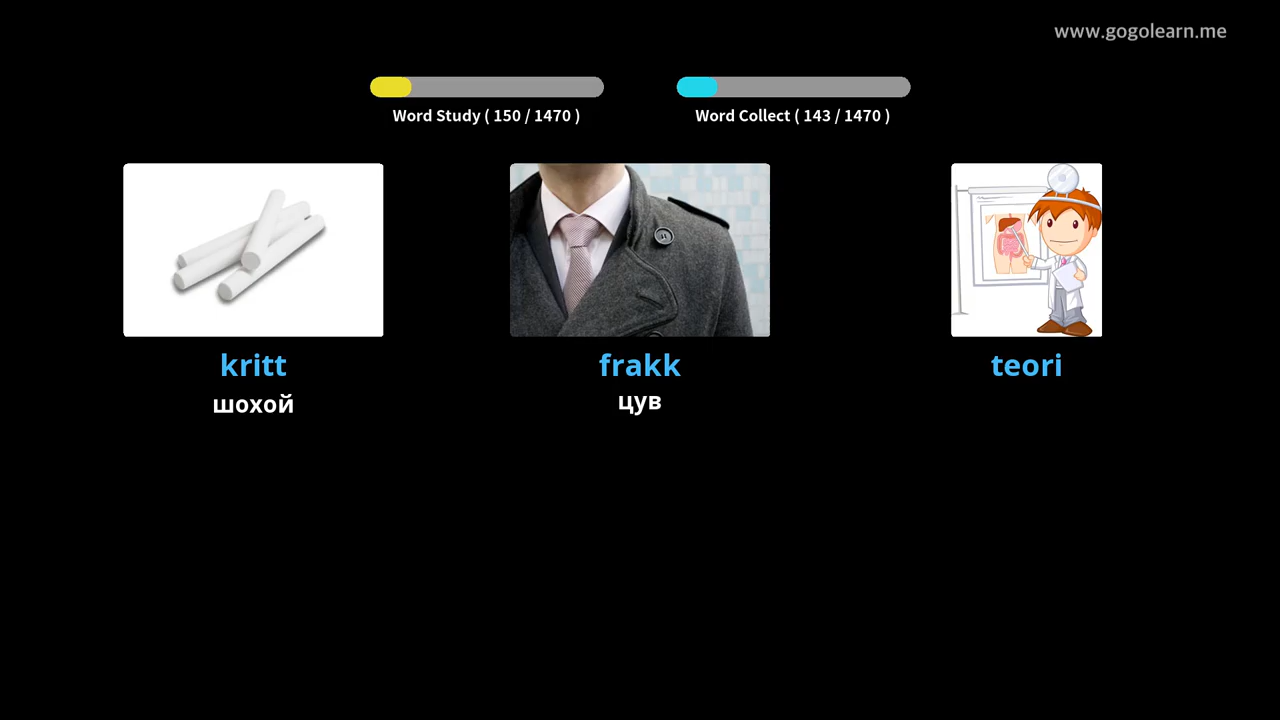 www.gogolearn.me
Word Study ( 150 / 1470 )
Word Collect ( 143 / 1470 )
kritt
шохой
frakk
цув
teori